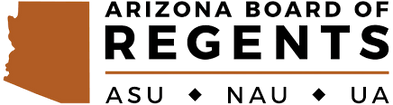 ARIZONA BOARD OF
REGENTS
ASU ◆ NAU ◆ UA